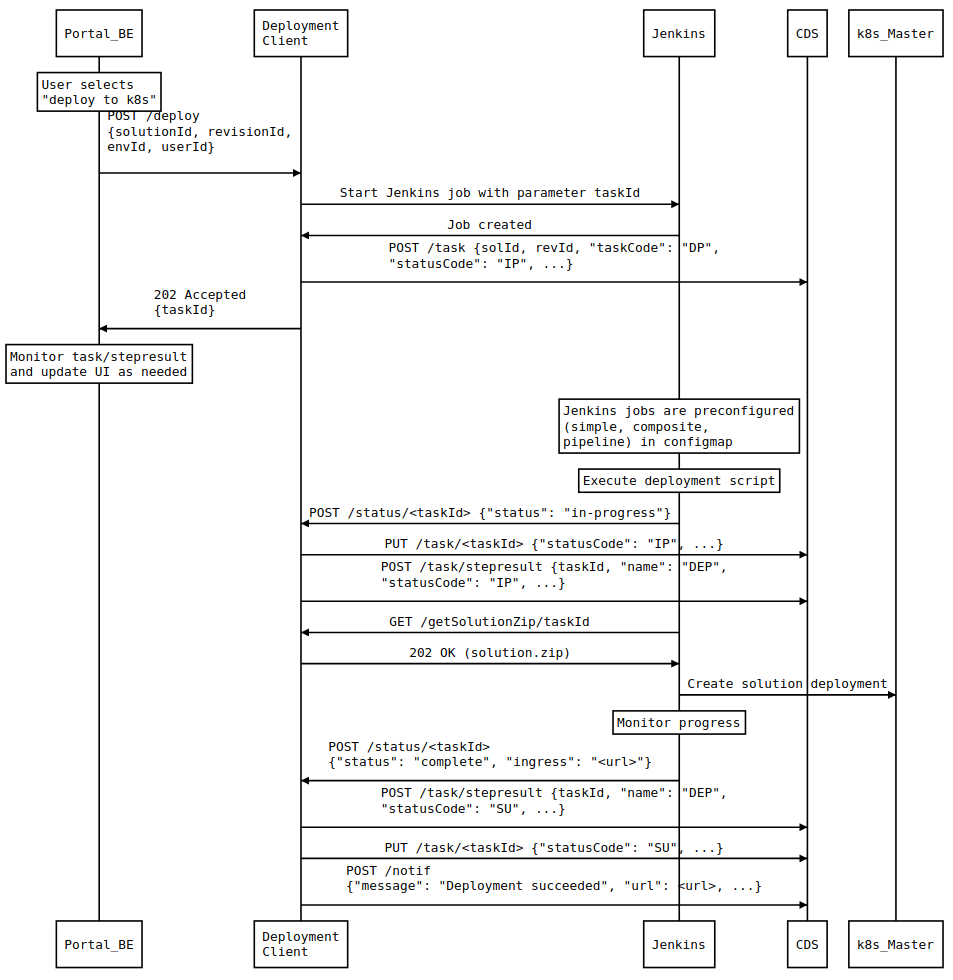 Portal_BE
Deployment
Client
Jenkins
CDS
k8s_Master
User selects
"deploy to k8s"
POST /deploy
{solutionId, revisionId,
envId, userId}
Start Jenkins job with parameter taskId
Job created
POST /task {solId, revId, "taskCode": "DP",
"statusCode": "IP", ...}
202 Accepted
{taskId}
Monitor task/stepresult
and update UI as needed
Jenkins jobs are preconfigured
(simple, composite,
pipeline) in configmap
Execute deployment script
POST /status/<taskId> {"status": "in-progress"}
PUT /task/<taskId> {"statusCode": "IP", ...}
POST /task/stepresult {taskId, "name": "DEP",
"statusCode": "IP", ...}
GET /getSolutionZip/taskId
202 OK (solution.zip)
Create solution deployment
Monitor progress
POST /status/<taskId>
{"status": "complete", "ingress": "<url>"}
POST /task/stepresult {taskId, "name": "DEP",
"statusCode": "SU", ...}
PUT /task/<taskId> {"statusCode": "SU", ...}
POST /notif
{"message": "Deployment succeeded", "url": <url>, ...}
Portal_BE
Deployment
Client
Jenkins
CDS
k8s_Master